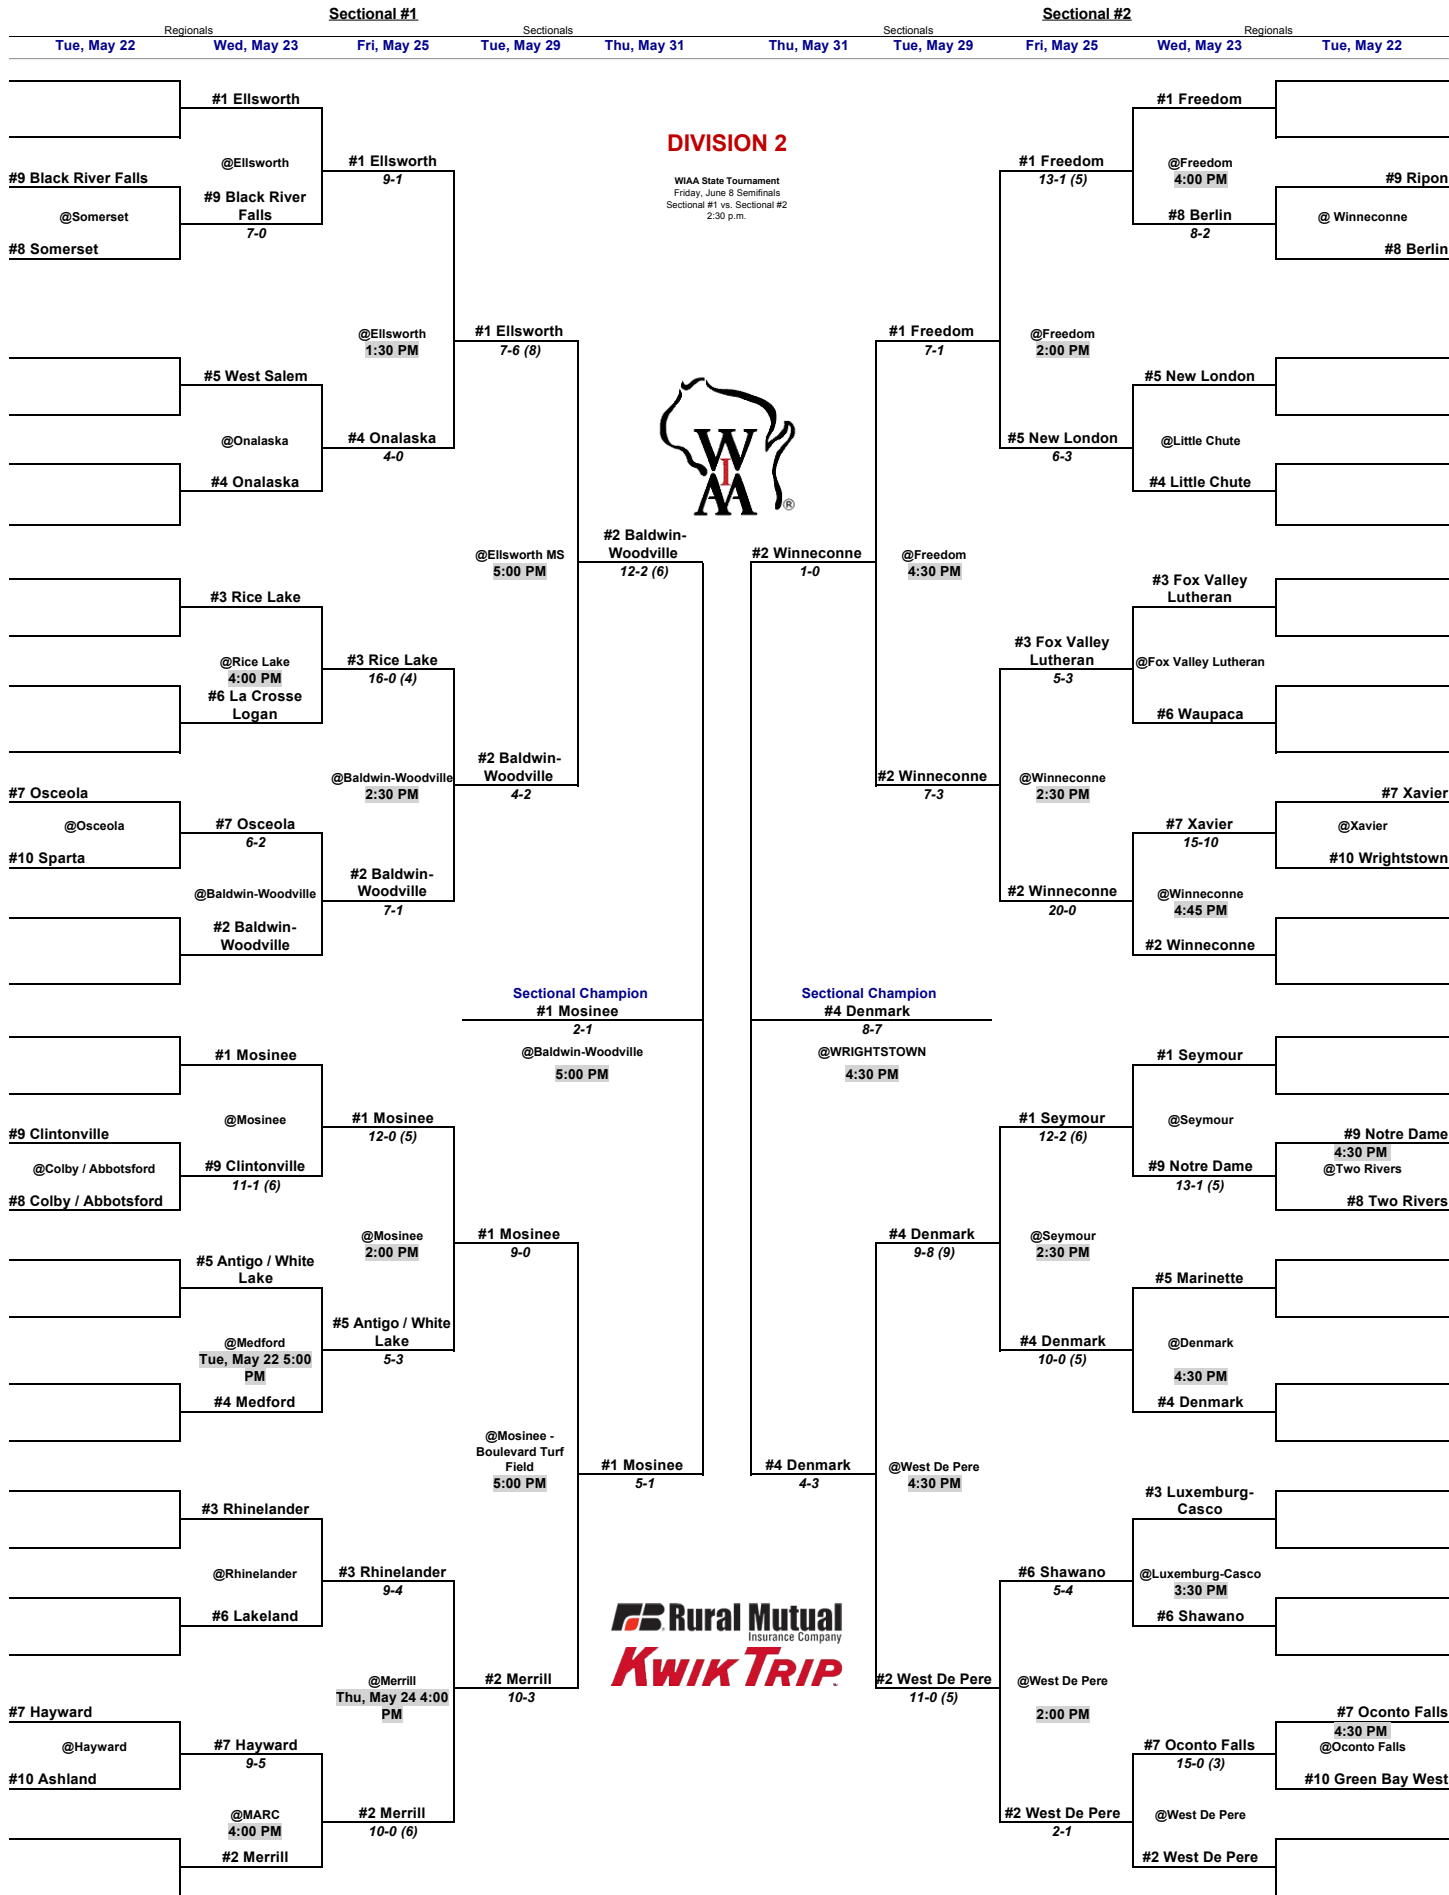 Sectional #1
Sectional #2
Regionals
Sectionals
Sectionals
Regionals
Tue, May 22
Wed, May 23
Fri, May 25
Tue, May 29
Thu, May 31
Thu, May 31
Tue, May 29
Fri, May 25
Wed, May 23
Tue, May 22
DIVISION 2
WIAA State Tournament
Friday, June 8 Semifinals
Sectional #1 vs. Sectional #2
2:30 p.m.
#1 Ellsworth
@Ellsworth
#1 Ellsworth
9-1
#9 Black River Falls
@Somerset
#8 Somerset
#9 Black River
Falls
7-0
@Ellsworth
1:30 PM
#1 Ellsworth
7-6 (8)
#5 West Salem
@Onalaska
#4 Onalaska
4-0
#4 Onalaska
@Ellsworth MS
5:00 PM
#2 Baldwin-
Woodville
12-2 (6)
#3 Rice Lake
@Rice Lake
4:00 PM
#3 Rice Lake
16-0 (4)
#6 La Crosse
Logan
@Baldwin-Woodville
2:30 PM
#2 Baldwin-
Woodville
4-2
#7 Osceola
@Osceola
#10 Sparta
#7 Osceola
6-2
@Baldwin-Woodville
#2 Baldwin-
Woodville
7-1
#2 Baldwin-
Woodville
Sectional Champion
#1 Mosinee
2-1
@Baldwin-Woodville
5:00 PM
#1 Mosinee
@Mosinee
#1 Mosinee
12-0 (5)
#9 Clintonville
@Colby / Abbotsford
#8 Colby / Abbotsford
#9 Clintonville
11-1 (6)
@Mosinee
2:00 PM
#1 Mosinee
9-0
#5 Antigo / White
Lake
@Medford
Tue, May 22 5:00
PM
#5 Antigo / White
Lake
5-3
#4 Medford
@Mosinee -
Boulevard Turf
Field
5:00 PM
#1 Mosinee
5-1
#3 Rhinelander
@Rhinelander
#3 Rhinelander
9-4
#6 Lakeland
@Merrill
Thu, May 24 4:00
PM
#2 Merrill
10-3
#7 Hayward
@Hayward
#10 Ashland
#7 Hayward
9-5
@MARC
4:00 PM
#2 Merrill
10-0 (6)
#2 Merrill
W
I
AA
®
Rural Mutual
Insurance Company
KWIK TRIP
#1 Freedom
@Freedom
4:00 PM
#1 Freedom
13-1 (5)
#9 Ripon
@ Winneconne
#8 Berlin
#8 Berlin
8-2
#1 Freedom
7-1
@Freedom
2:00 PM
#5 New London
@Little Chute
#5 New London
6-3
#4 Little Chute
#2 Winneconne
1-0
@Freedom
4:30 PM
#3 Fox Valley
Lutheran
@Fox Valley Lutheran
#3 Fox Valley
Lutheran
5-3
#6 Waupaca
#2 Winneconne
7-3
@Winneconne
2:30 PM
#7 Xavier
@Xavier
#10 Wrightstown
#7 Xavier
15-10
@Winneconne
4:45 PM
#2 Winneconne
20-0
#2 Winneconne
Sectional Champion
#4 Denmark
8-7
@WRIGHTSTOWN
4:30 PM
#1 Seymour
@Seymour
#1 Seymour
12-2 (6)
#9 Notre Dame
4:30 PM
@Two Rivers
#8 Two Rivers
#9 Notre Dame
13-1 (5)
#4 Denmark
9-8 (9)
@Seymour
2:30 PM
#5 Marinette
@Denmark
4:30 PM
#4 Denmark
10-0 (5)
#4 Denmark
#4 Denmark
4-3
@West De Pere
4:30 PM
#3 Luxemburg-
Casco
@Luxemburg-Casco
3:30 PM
#6 Shawano
5-4
#6 Shawano
#2 West De Pere
11-0 (5)
@West De Pere
2:00 PM
#7 Oconto Falls
4:30 PM
@Oconto Falls
#10 Green Bay West
#7 Oconto Falls
15-0 (3)
@West De Pere
#2 West De Pere
2-1
#2 West De Pere